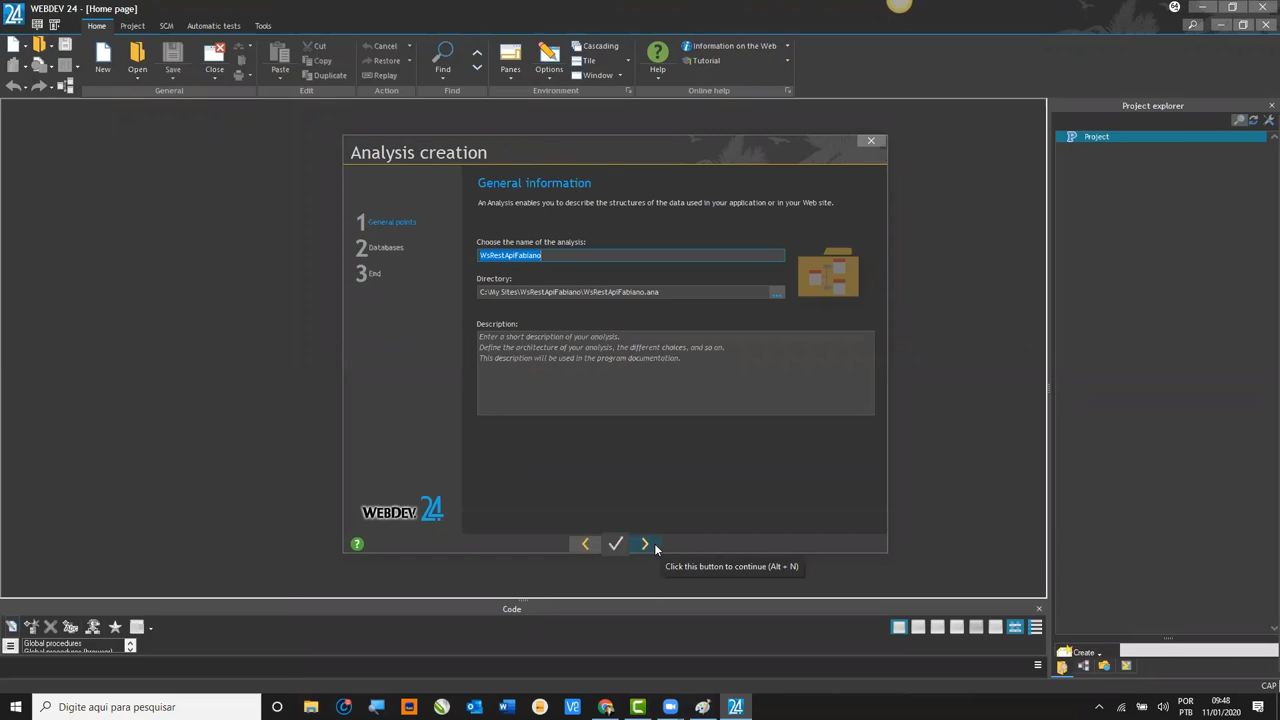 24 WEBDEV 24 - [Home page]
64
Home Project SCM Automatic tests Tools
New Open Save Close
Cut
Copy
Paste Duplicate
Cancel
Restore
Replay
Find
Panes Options
Cascading
Tile
Window
Help
Information on the Web
Tutorial
General Edit Action Find Environment Online help
Project explorer
Project
Analysis creation
1 General points
2 Databases
3 End
General information
An Analysis enables you to describe the structures of the data used in your application or in your Web site.
Choose the name of the analysis:
WsRestApiFabiano
Directory:
C:\My Sites\WsRestApiFabiano\WsRestApiFabiano.ana
...
Description:
Enter a short description of your analysis.
Define the architecture of your analysis, the different choices, and so on.
This description will be used in the program documentation.
WEBDEV 24
?
Click this button to continue (Alt + N)
Code
Global procedures
Global procedures (browser)
Create
CAP
Digite aqui para pesquisar
POR
PTB
09:48
11/01/2020